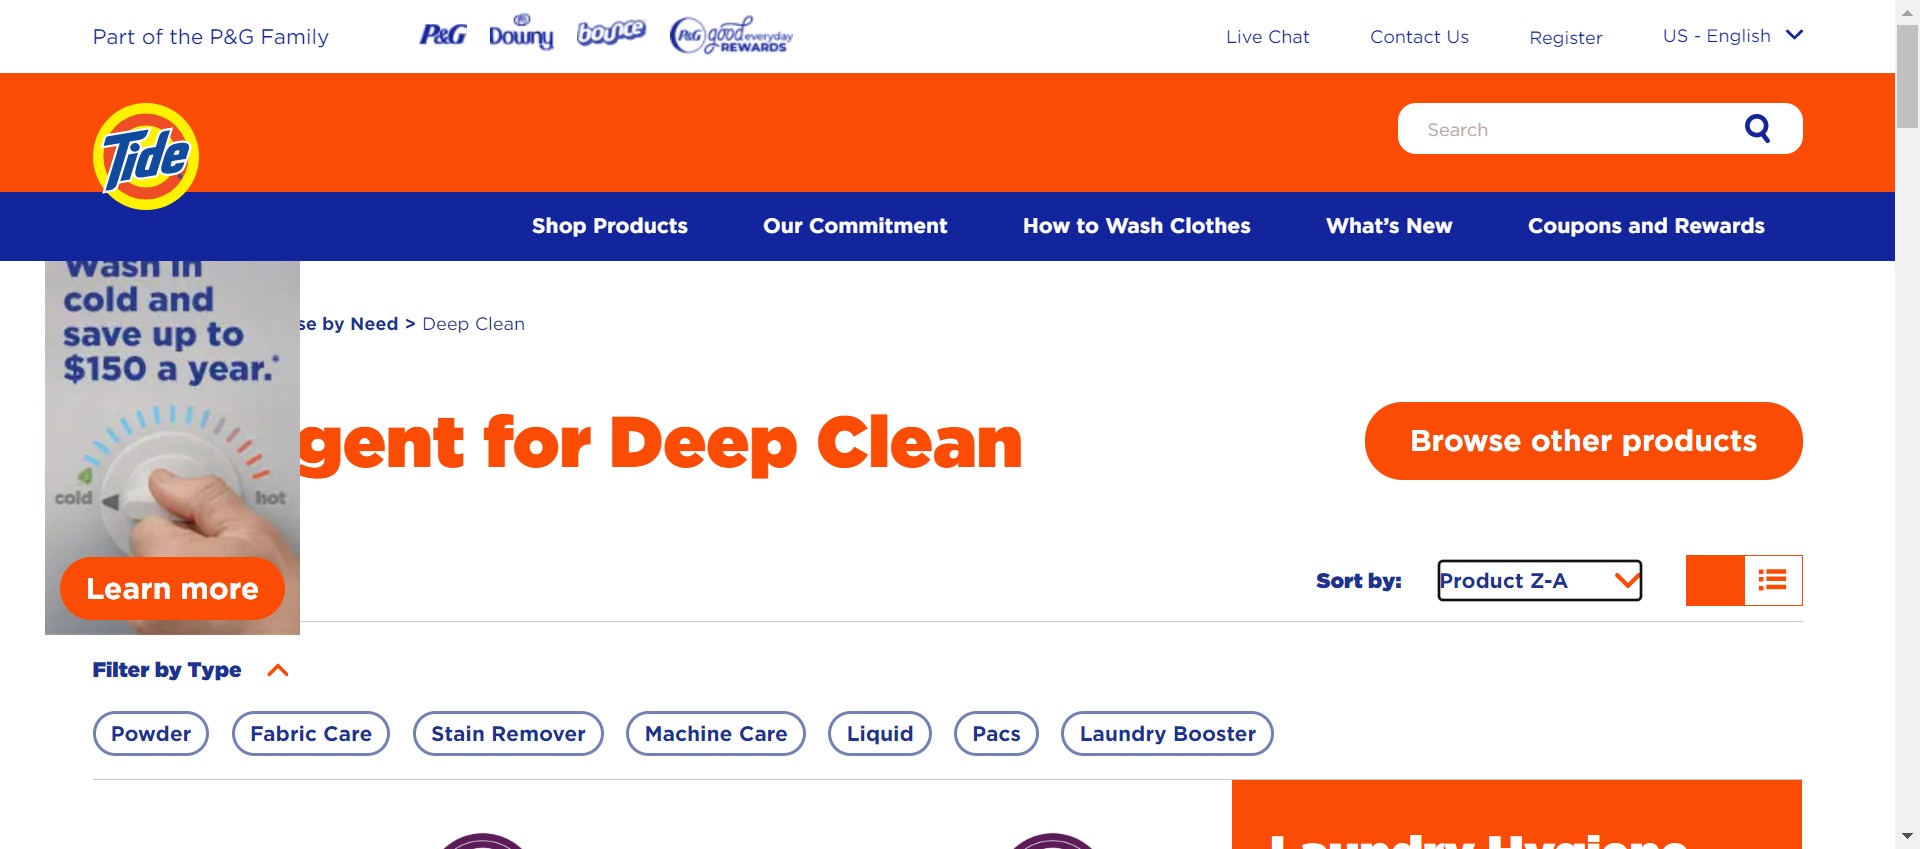 Part of the P&G Family
P&G
Downy
bounce
P&G good everyday REWARDS
Live Chat
Contact Us
Register
US - English
Tide
Search
Shop Products
Our Commitment
How to Wash Clothes
What's New
Coupons and Rewards
Wash in
cold and
save up to
$150 a year.*
cold
hot
Learn more
se by Need > Deep Clean
gent for Deep Clean
Browse other products
Sort by:
Product Z-A
Filter by Type
Powder
Fabric Care
Stain Remover
Machine Care
Liquid
Pacs
Laundry Booster
Laundry Hygiene